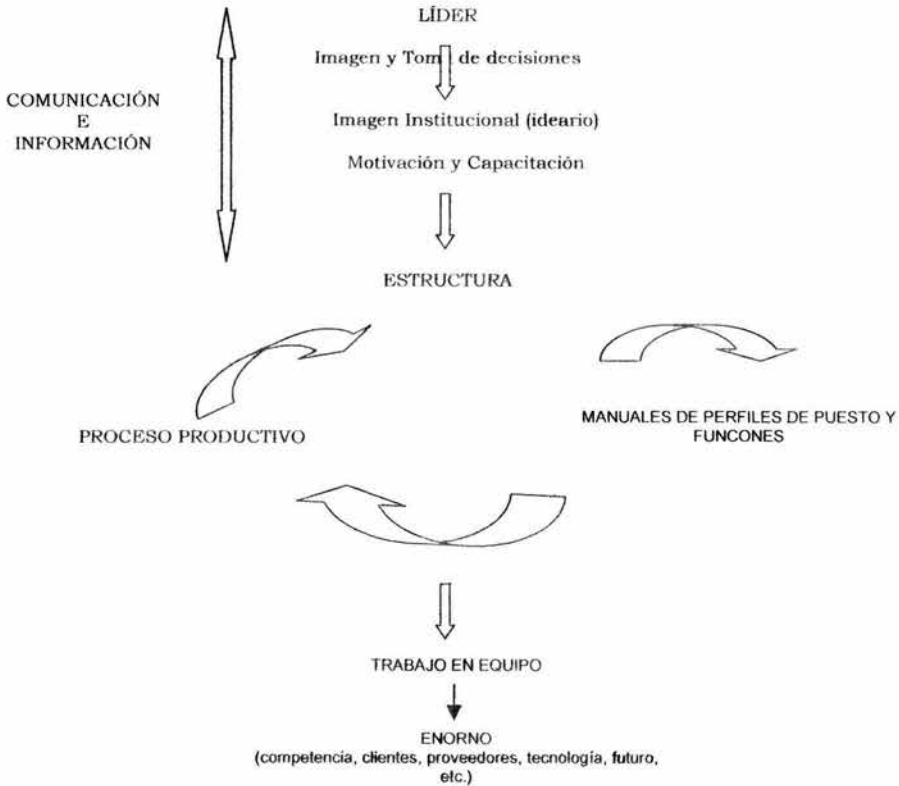 LÍDER
Imagen y Tom de decisiones
COMUNICACIÓN
E
INFORMACIÓN
Imagen Institucional (ideario)
Motivación y Capacitación
ESTRUCTURA
PROCESO PRODUCTIVO
MANUALES DE PERFILES DE PUESTO Y
FUNCONES
TRABAJO EN EQUIPO
ENORNO
(competencia, clientes, proveedores, tecnología, futuro,
etc.)